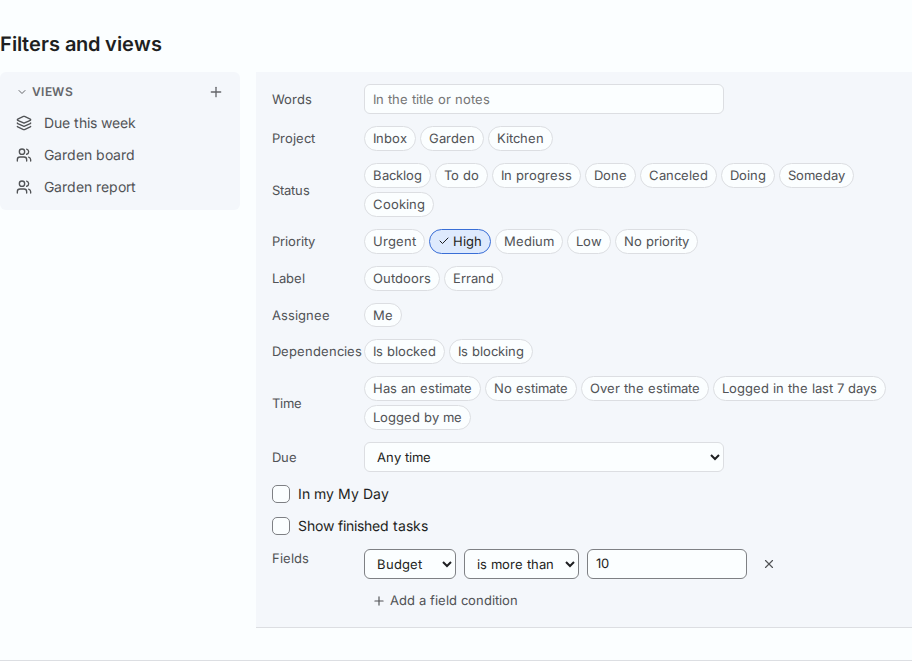 Filters and views
VIEWS
Due this week
Garden board
Garden report
Words In the title or notes
Project Inbox Garden Kitchen
Status Backlog To do In progress Done Canceled Doing Someday
Cooking
Priority Urgent High Medium Low No priority
Label Outdoors Errand
Assignee Me
Dependencies Is blocked Is blocking
Time Has an estimate No estimate Over the estimate Logged in the last 7 days
Logged by me
Due Any time
In my My Day
Show finished tasks
Fields Budget is more than 10
+ Add a field condition